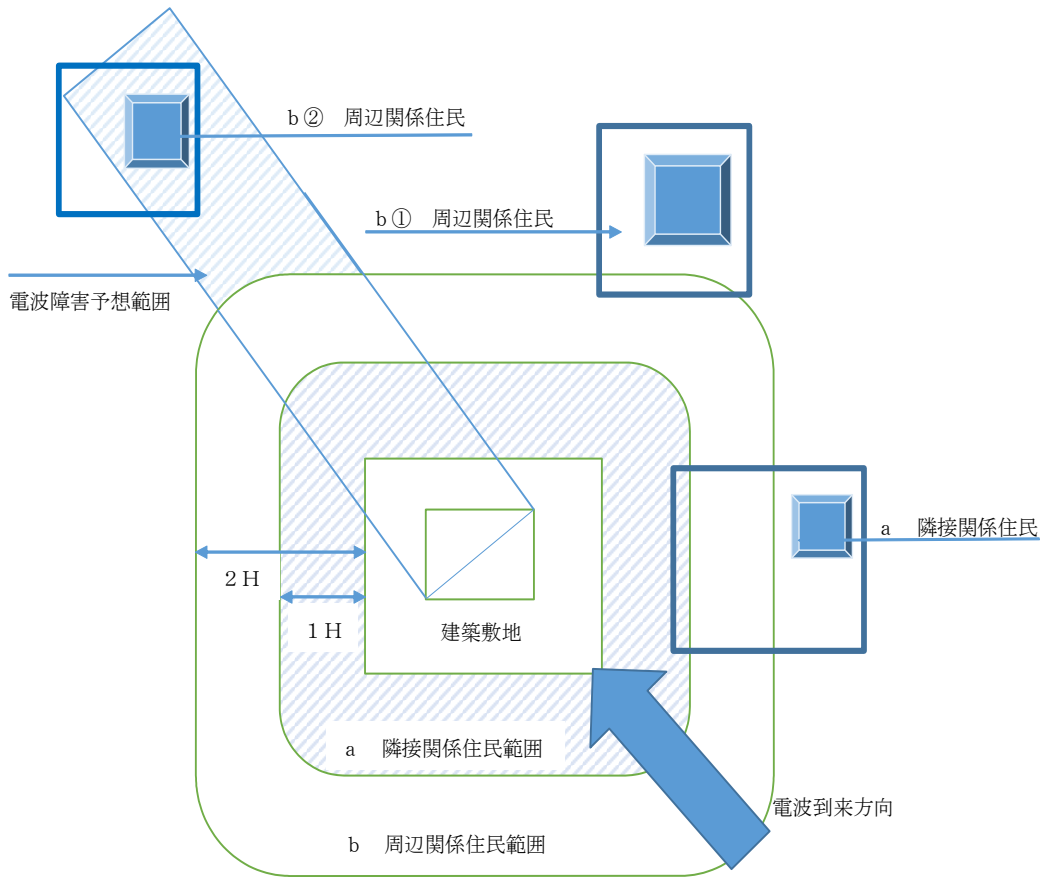 b② 周辺関係住民
b① 周辺関係住民
電波障害予想範囲
a 隣接関係住民
2H
1H
建築敷地
a 隣接関係住民範囲
電波到来方向
b 周辺関係住民範囲